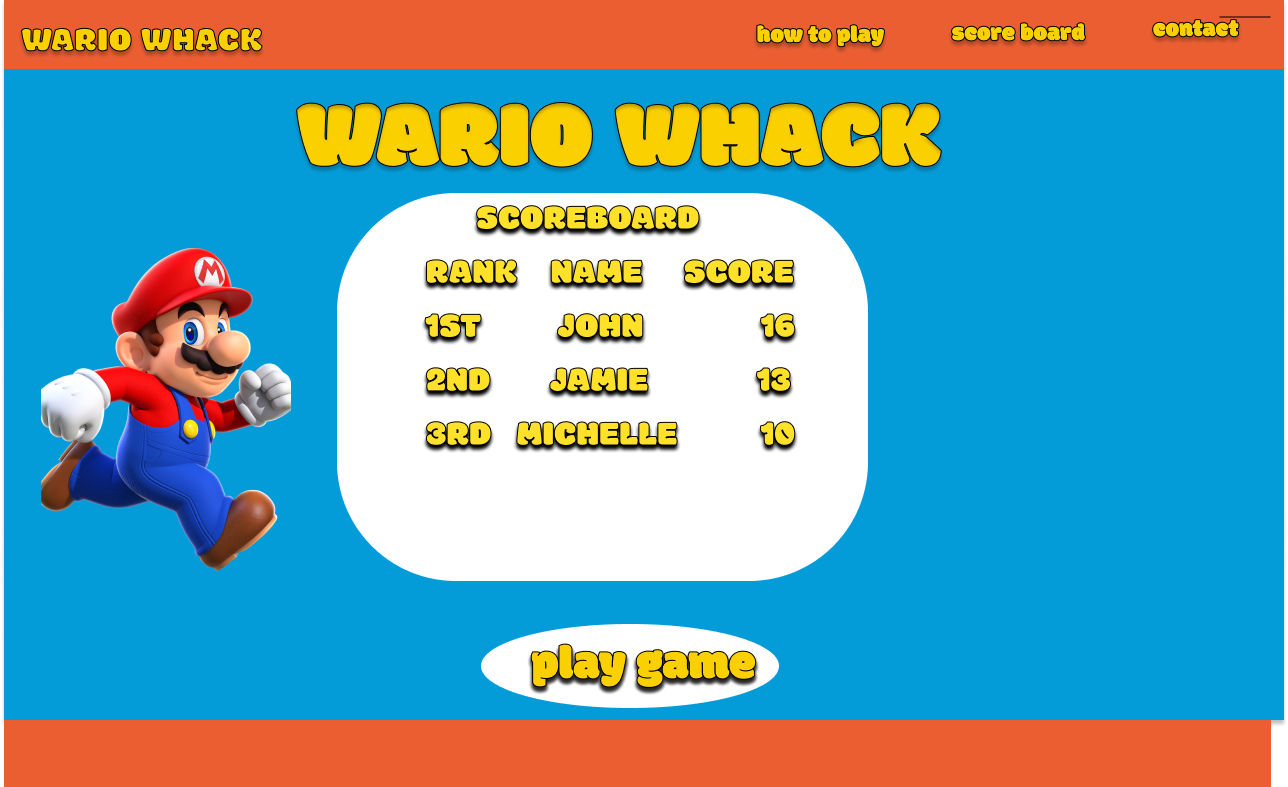 WARIO WHACK how to play score board contact
WARIO WHACK
SCOREBOARD
RANK NAME SCORE
1ST JOHN 16
2ND JAMIE 13
3RD MICHELLE 10
play game